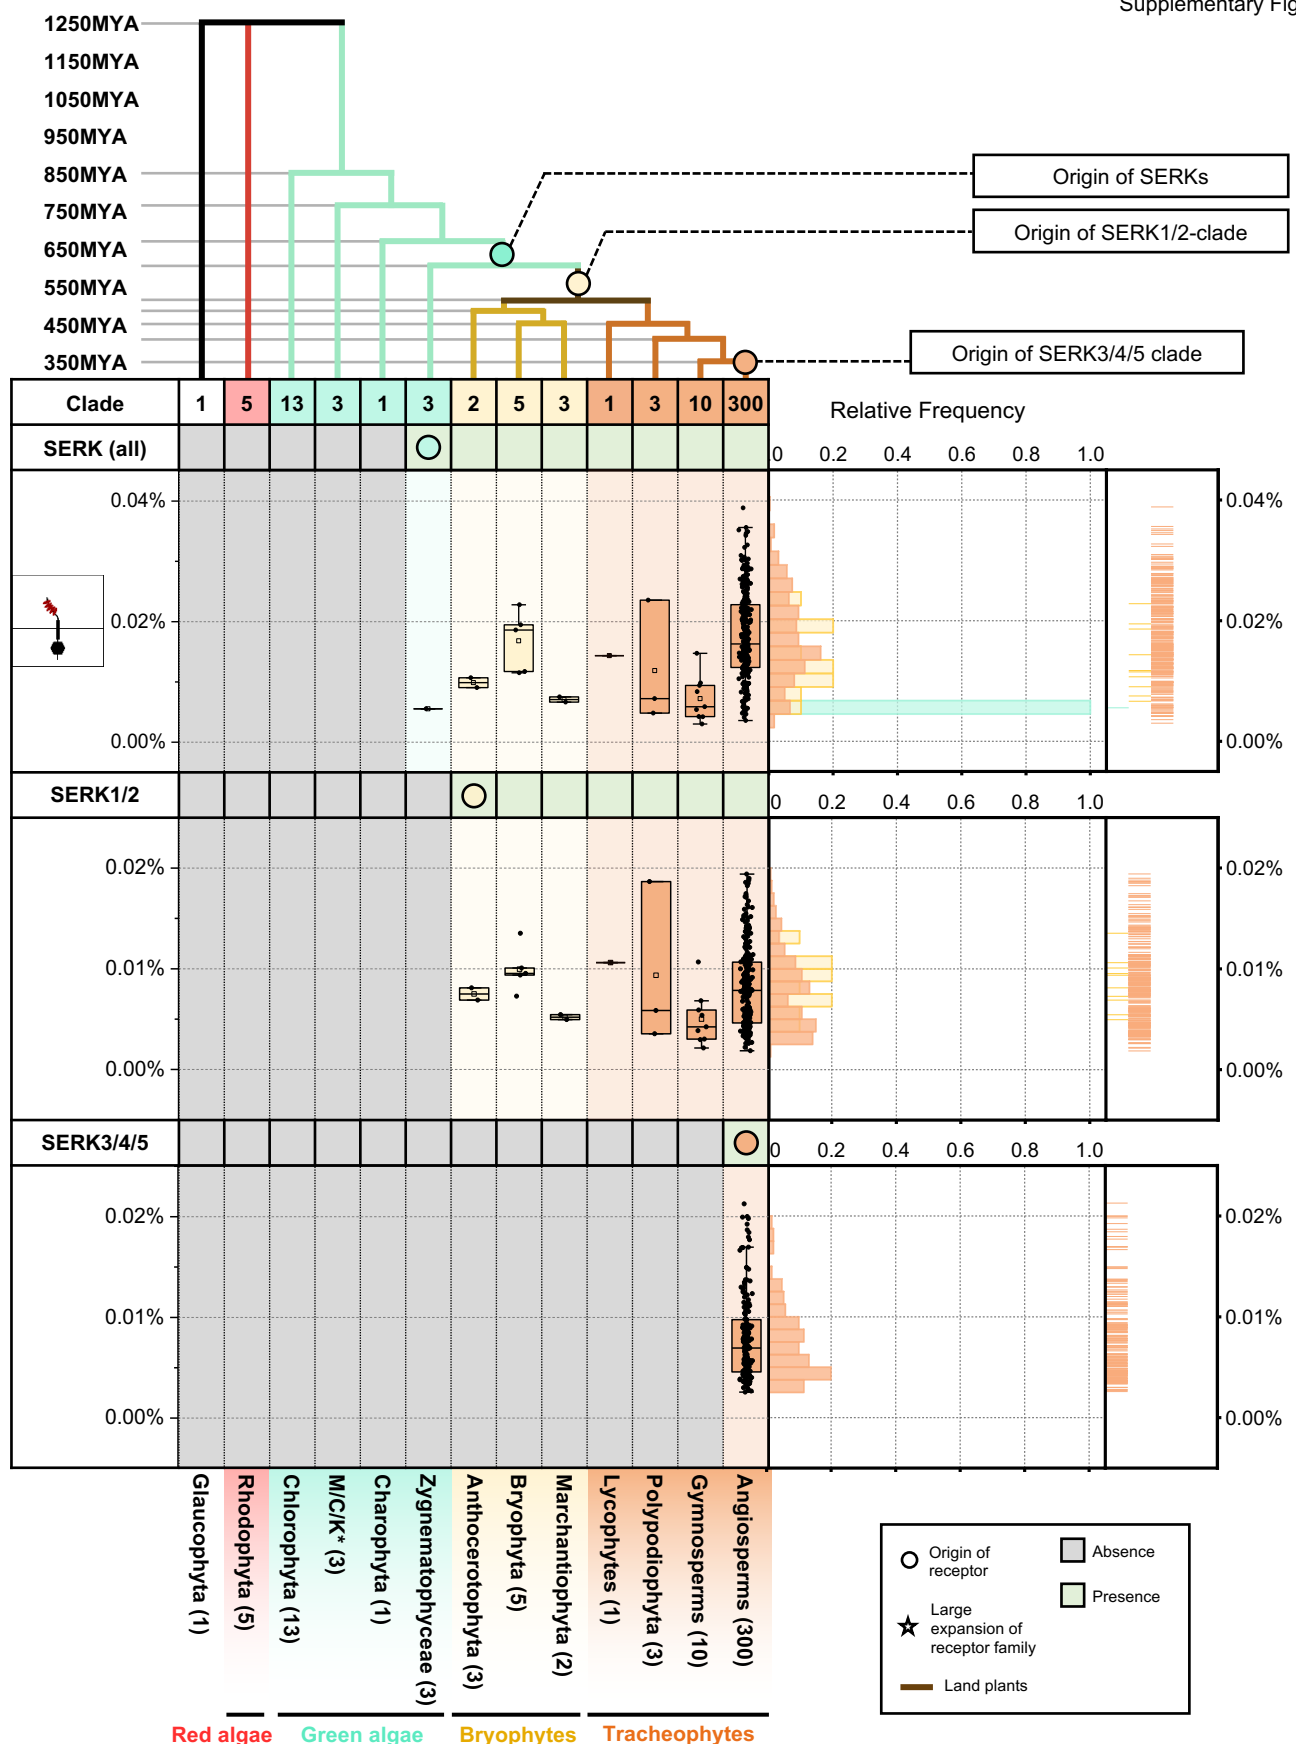 Supplementary Fig
1250MYA
1150MYA
1050MYA
950MYA
850MYA
750MYA
650MYA
550MYA
450MYA
350MYA
Origin of SERKs
Origin of SERK1/2-clade
Origin of SERK3/4/5 clade
Clade 1 5 13 3 1 3 2 5 3 1 3 10 300
Relative Frequency
SERK (all)
0 0.2 0.4 0.6 0.8 1.0
0.04% 0.04%
0.02% 0.02%
0.00% 0.00%
SERK1/2
0 0.2 0.4 0.6 0.8 1.0
0.02% 0.02%
0.01% 0.01%
0.00% 0.00%
SERK3/4/5
0 0.2 0.4 0.6 0.8 1.0
0.02% 0.02%
0.01% 0.01%
0.00% 0.00%
Glaucophyta (1)
Rhodophyta (5)
Chlorophyta (13)
M/C/K* (3)
Charophyta (1)
Zygnematophyceae (3)
Anthocerotophyta (3)
Bryophyta (5)
Marchantiophyta (2)
Lycophytes (1)
Polypodiophyta (3)
Gymnosperms (10)
Angiosperms (300)
Red algae
Green algae
Bryophytes
Tracheophytes
Origin of
receptor
Large
expansion of
receptor family
Land plants
Absence
Presence